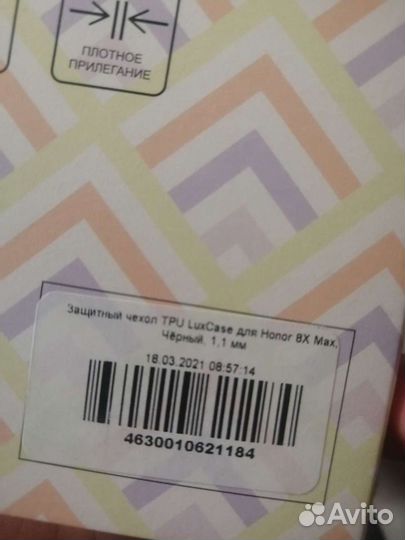 ПЛОТНОЕ
ПРИЛЕГАНИЕ
Защитный чехол TPU LuxCase для Honor 8X Max,
Чёрный, 1,1 мм
18.03.2021 08:57:14
4630010621184
Avito